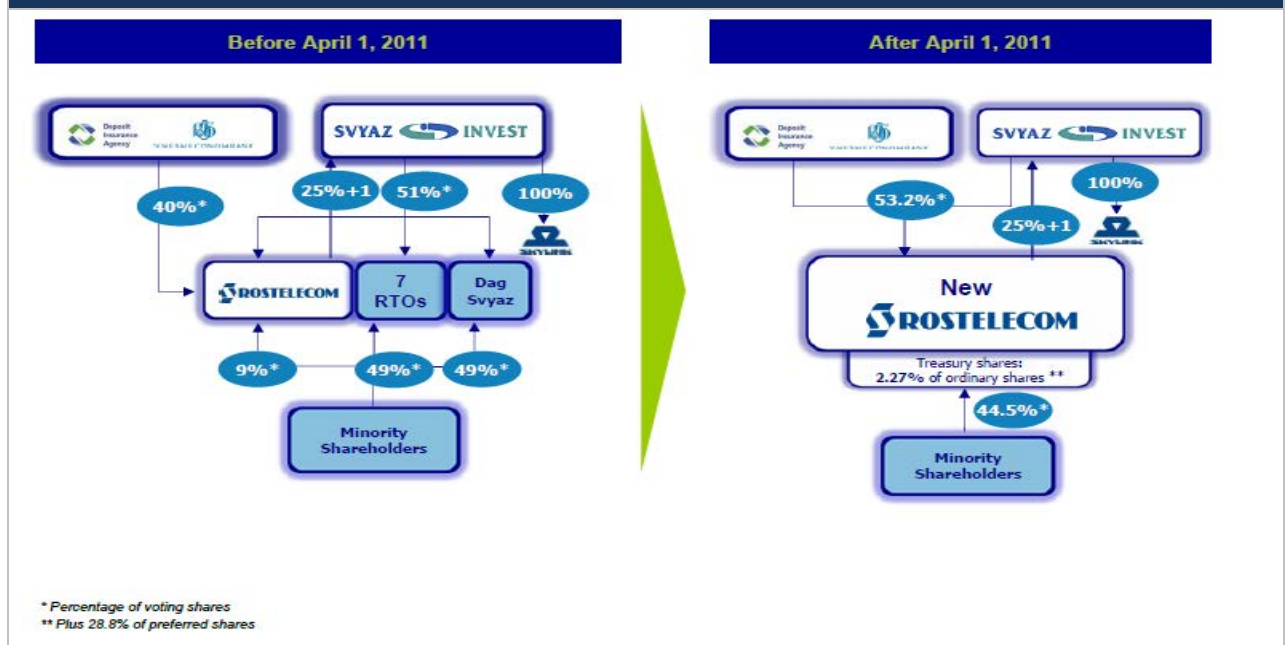 Before April 1, 2011
After April 1, 2011
Deposit
Insurance
Agency
SVYAZ INVEST
40%*
25%+1
51%*
100%
SKYLINK
ROSTELECOM
7
RTOs
Dag
Svyaz
9%*
49%*
49%*
Minority
Shareholders
Deposit
Insurance
Agency
SVYAZ INVEST
53.2%*
25%+1
100%
SKYLINK
New
ROSTELECOM
Treasury shares:
2.27% of ordinary shares **
44.5%*
Minority
Shareholders
* Percentage of voting shares
** Plus 28.8% of preferred shares